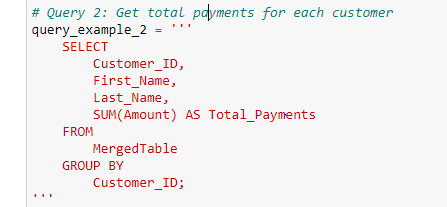 # Query 2: Get total payments for each customer
query_example_2 = '''
    SELECT
        Customer_ID,
        First_Name,
        Last_Name,
        SUM(Amount) AS Total_Payments
    FROM
        MergedTable
    GROUP BY
        Customer_ID;
'''